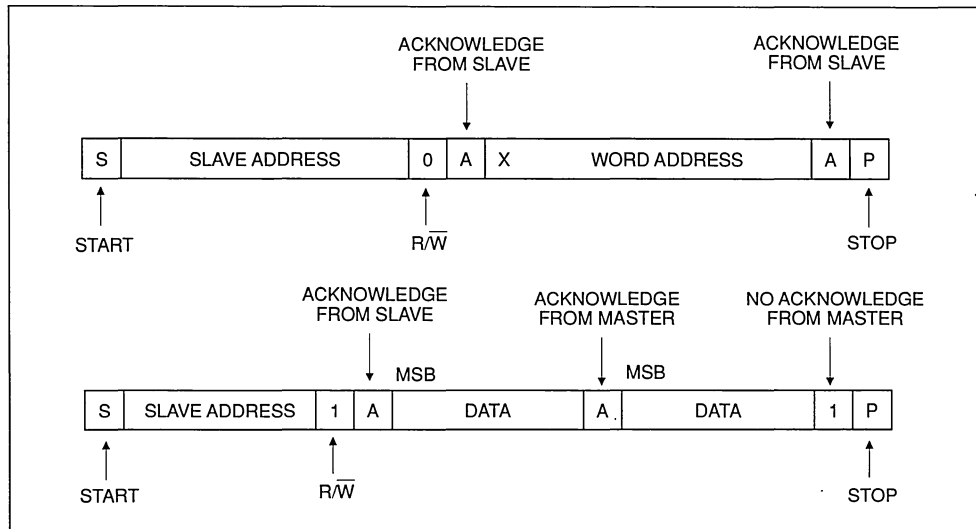 ACKNOWLEDGE ACKNOWLEDGE
FROM SLAVE FROM SLAVE
S SLAVE ADDRESS 0 A X WORD ADDRESS A P
START R/W̅ STOP
ACKNOWLEDGE ACKNOWLEDGE NO ACKNOWLEDGE
FROM SLAVE FROM MASTER FROM MASTER
MSB MSB
S SLAVE ADDRESS 1 A DATA A DATA 1 P
START R/W̅ STOP